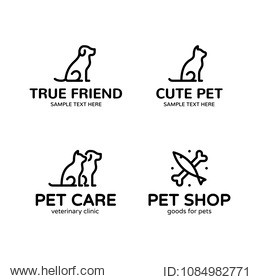 TRUE FRIEND
SAMPLE TEXT HERE
CUTE PET
SAMPLE TEXT HERE
PET CARE
veterinary clinic
PET SHOP
goods for pets
www.hellorf.com
ID:1084982771